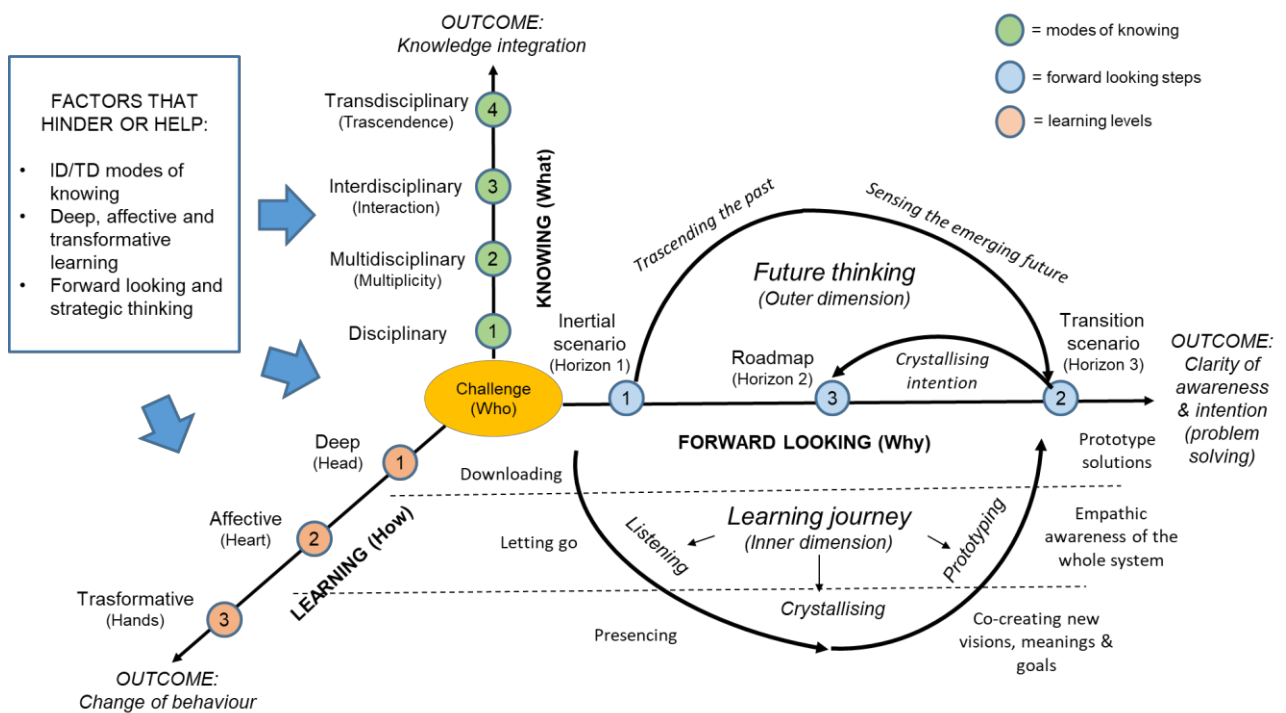 OUTCOME:
Knowledge integration
= modes of knowing
= forward looking steps
= learning levels
FACTORS THAT
HINDER OR HELP:
• ID/TD modes of
knowing
• Deep, affective and
transformative
learning
• Forward looking and
strategic thinking
Transdisciplinary
(Trascendence)
4
Interdisciplinary
(Interaction)
3
Multidisciplinary
(Multiplicity)
2
Disciplinary
1
KNOWING (What)
Challenge
(Who)
Trascending the past
Sensing the emerging future
Future thinking
(Outer dimension)
Inertial
scenario
(Horizon 1)
1
Roadmap
(Horizon 2)
3
Crystallising
intention
Transition
scenario
(Horizon 3)
2
OUTCOME:
Clarity of
awareness
& intention
(problem
solving)
FORWARD LOOKING (Why)
Deep
(Head)
1
Affective
(Heart)
2
Trasformative
(Hands)
3
LEARNING (How)
OUTCOME:
Change of behaviour
Downloading
Letting go
Presencing
Listening
Learning journey
(Inner dimension)
Crystallising
Prototyping
Prototype
solutions
Empathic
awareness of the
whole system
Co-creating new
visions, meanings &
goals